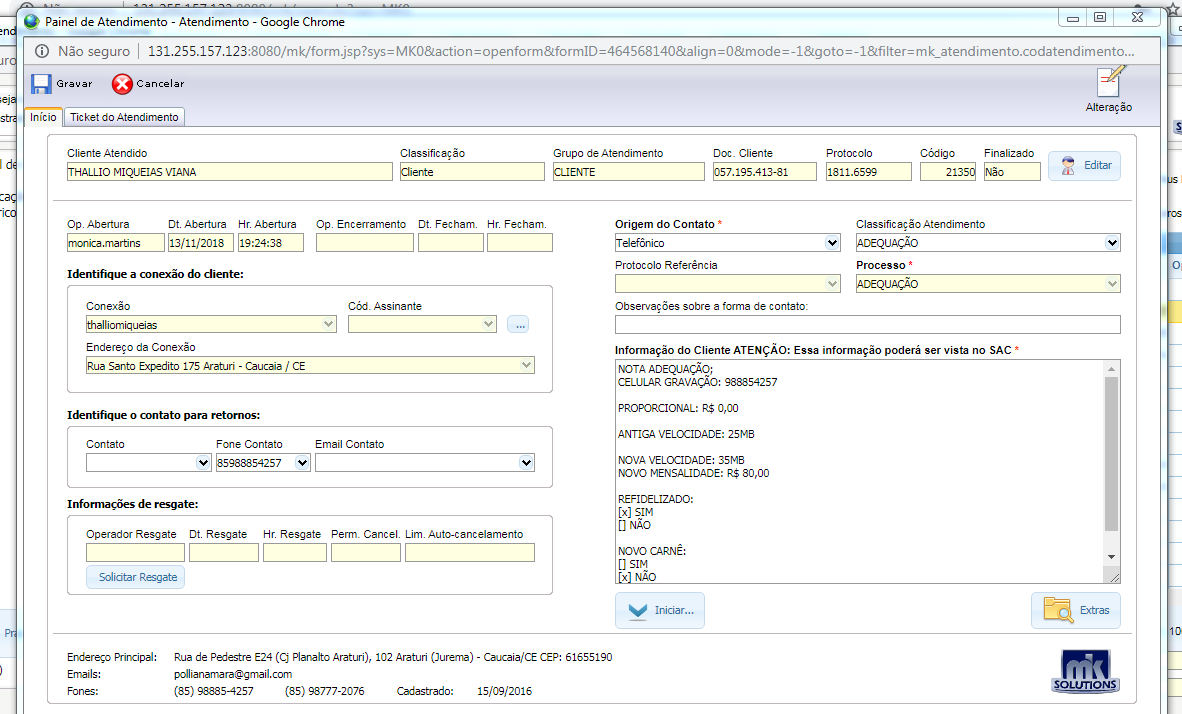 Painel de Atendimento - Atendimento - Google Chrome
Não seguro | 131.255.157.123:8080/mk/form.jsp?sys=MK0&action=openform&formID=464568140&align=0&mode=-1&goto=-1&filter=mk_atendimento.codatendimento...
Gravar Cancelar
Alteração
Início Ticket do Atendimento
Cliente Atendido Classificação Grupo de Atendimento Doc. Cliente Protocolo Código Finalizado
THALLIO MIQUEIAS VIANA Cliente CLIENTE 057.195.413-81 1811.6599 21350 Não Editar
Op. Abertura Dt. Abertura Hr. Abertura Op. Encerramento Dt. Fecham. Hr. Fecham.
monica.martins 13/11/2018 19:24:38
Origem do Contato * Classificação Atendimento
Telefônico ADEQUAÇÃO
Protocolo Referência Processo *
ADEQUAÇÃO
Observações sobre a forma de contato:
Identifique a conexão do cliente:
Conexão Cód. Assinante
thalliomiqueias ...
Endereço da Conexão
Rua Santo Expedito 175 Araturi - Caucaia / CE
Identifique o contato para retornos:
Contato Fone Contato Email Contato
85988854257
Informações de resgate:
Operador Resgate Dt. Resgate Hr. Resgate Perm. Cancel. Lim. Auto-cancelamento
Solicitar Resgate
Informação do Cliente ATENÇÃO: Essa informação poderá ser vista no SAC *
NOTA ADEQUAÇÃO;
CELULAR GRAVAÇÃO: 988854257
PROPORCIONAL: R$ 0,00
ANTIGA VELOCIDADE: 25MB
NOVA VELOCIDADE: 35MB
NOVO MENSALIDADE: R$ 80,00
REFIDELIZADO:
[x] SIM
[] NÃO
NOVO CARNÊ:
[] SIM
[x] NÃO
Iniciar... Extras
Endereço Principal: Rua de Pedestre E24 (Cj Planalto Araturi), 102 Araturi (Jurema) - Caucaia/CE CEP: 61655190
Emails: pollianamara@gmail.com
Fones: (85) 98885-4257 (85) 98777-2076 Cadastrado: 15/09/2016
mk
SOLUTIONS